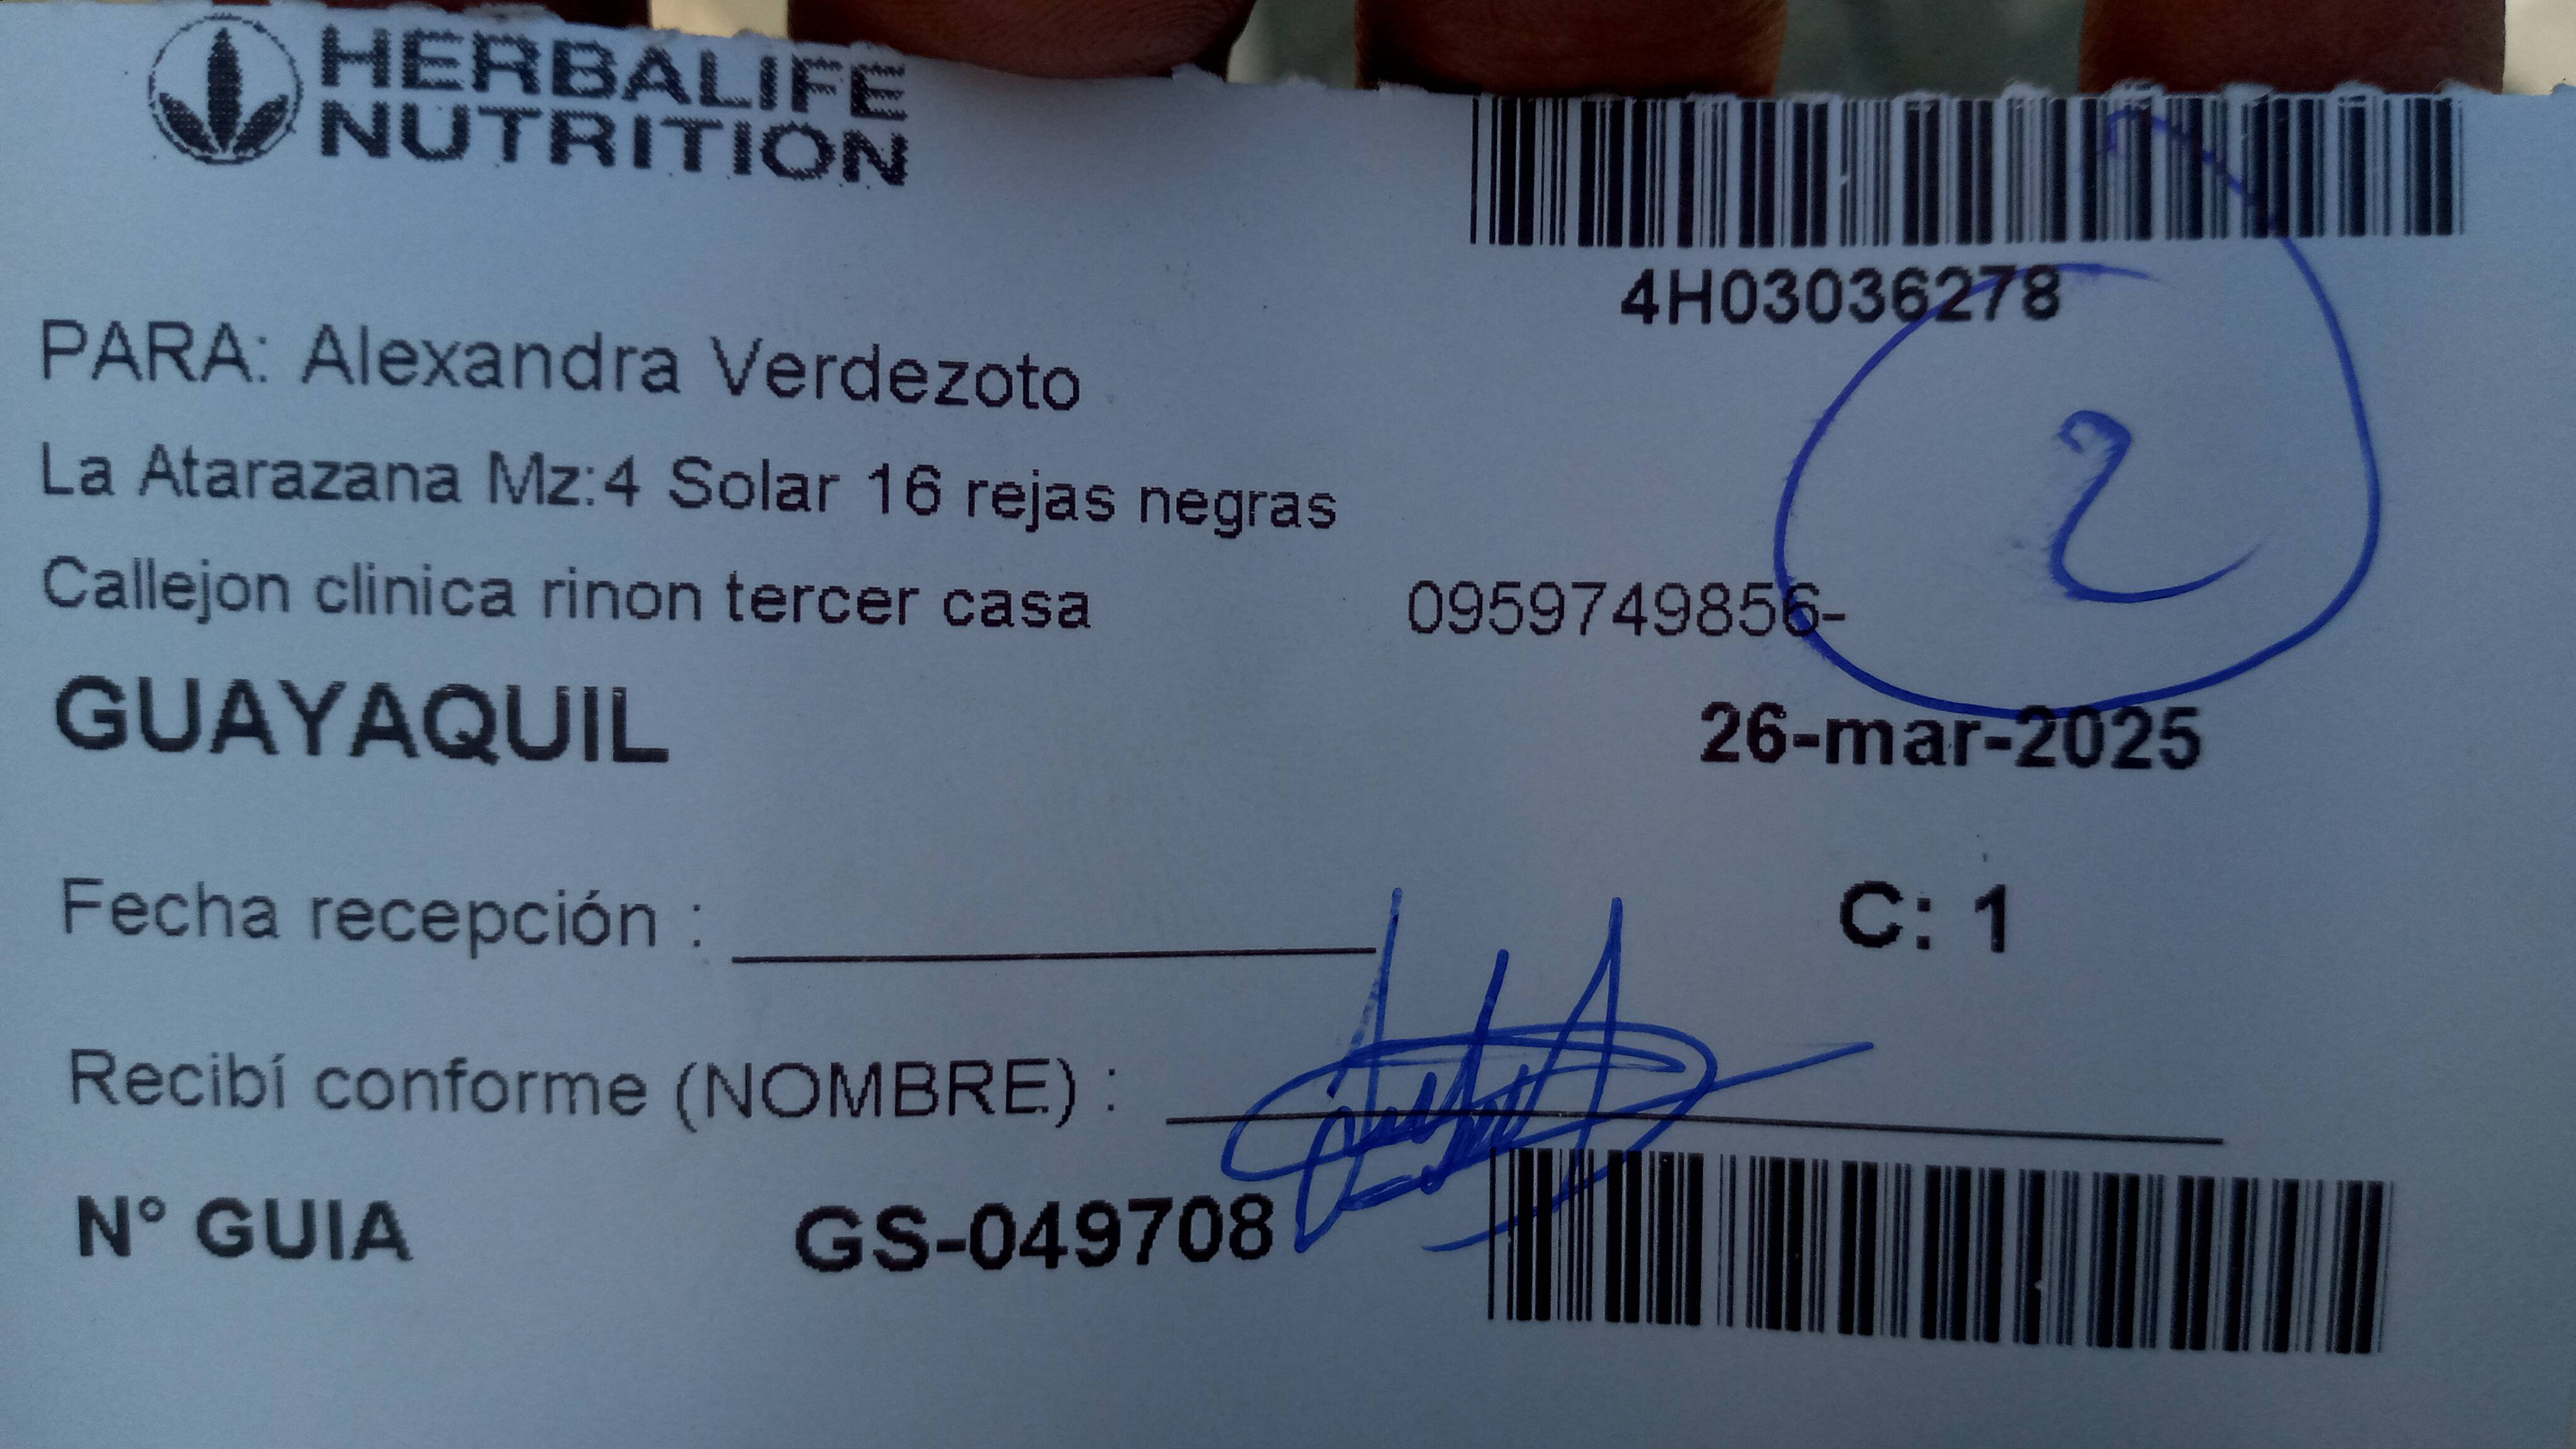 HERBALIFE
NUTRITION
4H03036278
PARA: Alexandra Verdezoto
La Atarazana Mz:4 Solar 16 rejas negras
2
Callejon clinica rinon tercer casa 0959749856-
GUAYAQUIL 26-mar-2025
Fecha recepción : C: 1
Recibí conforme (NOMBRE) :
N° GUIA GS-049708